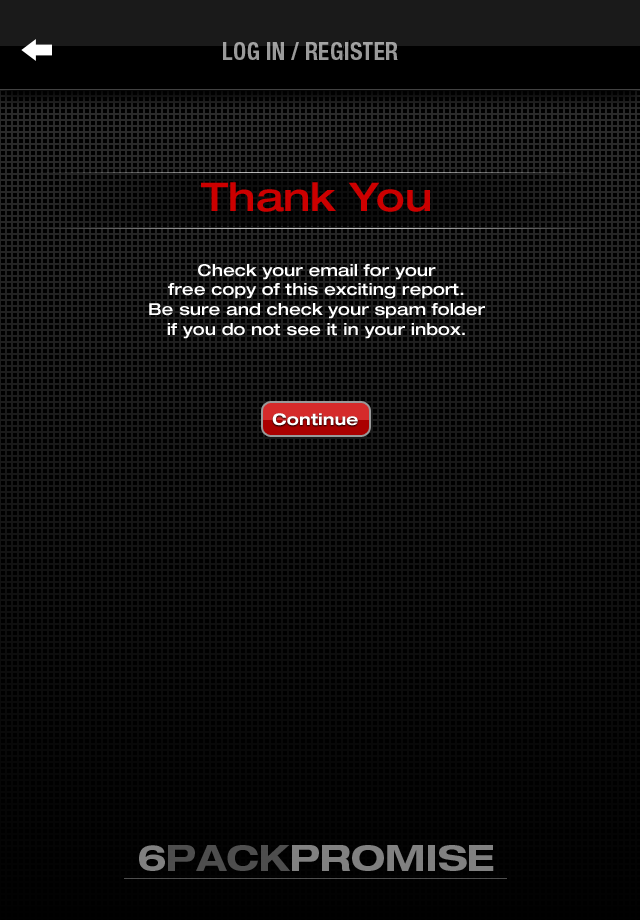 LOG IN / REGISTER
Thank You
Check your email for your
free copy of this exciting report.
Be sure and check your spam folder
if you do not see it in your inbox.
Continue
6PACKPROMISE